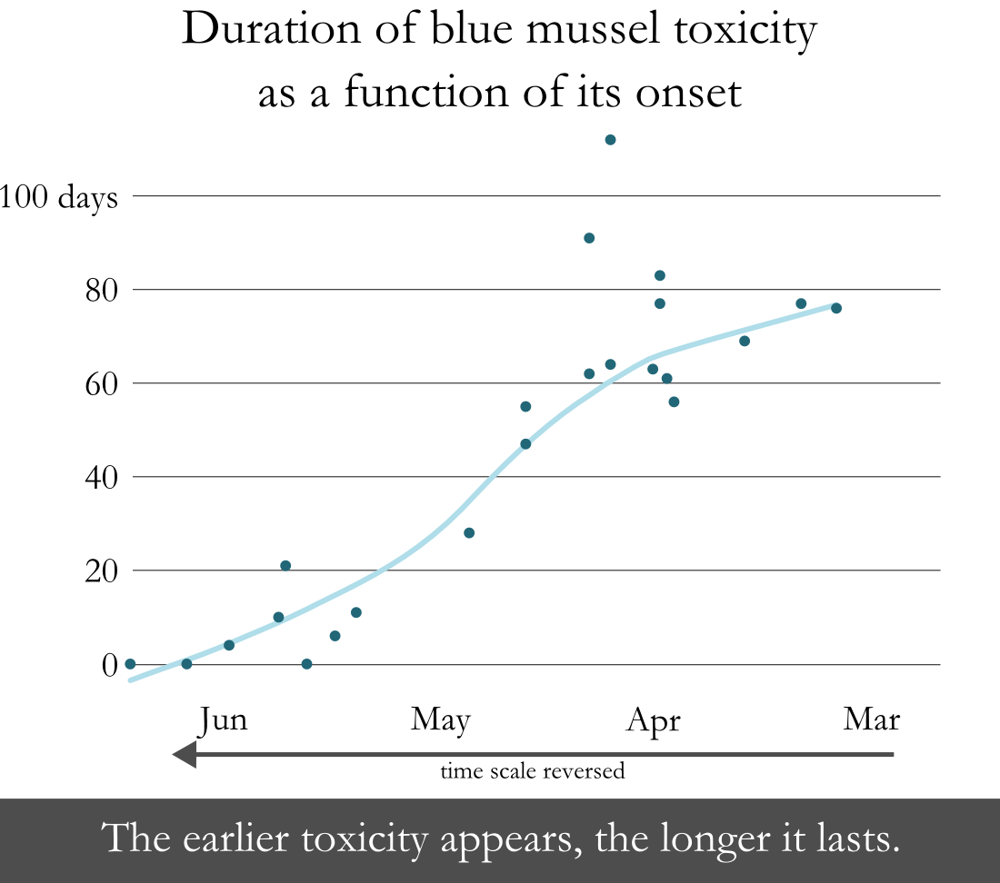 Duration of blue mussel toxicity
as a function of its onset
100 days
80
60
40
20
0
Jun May Apr Mar
time scale reversed
The earlier toxicity appears, the longer it lasts.